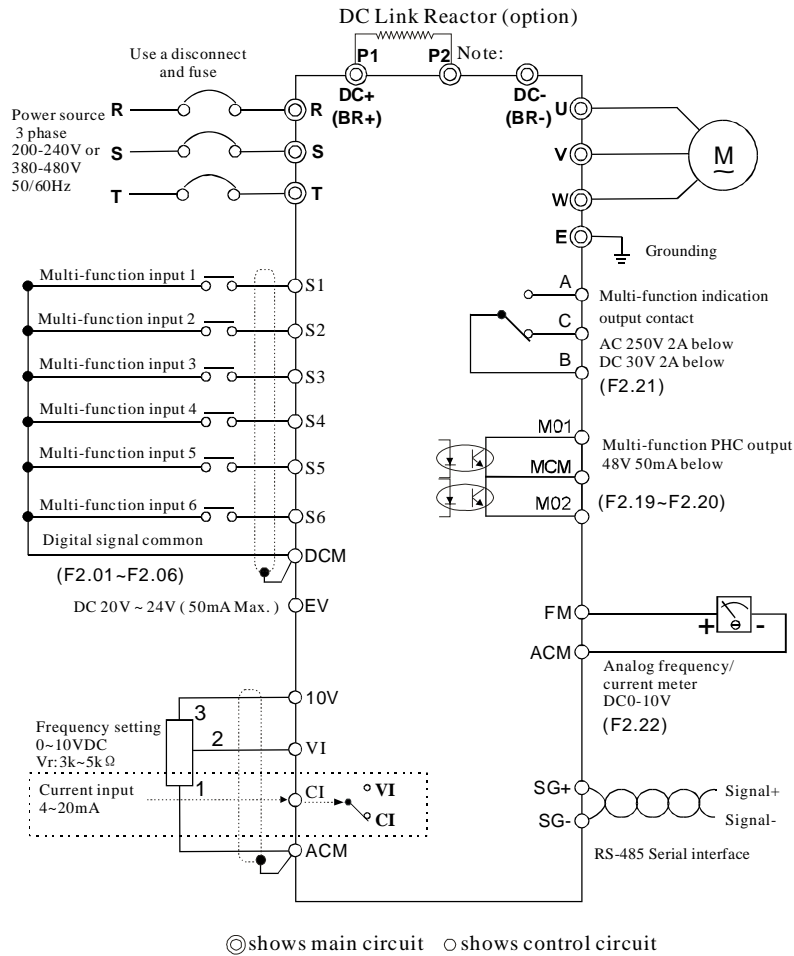 DC Link Reactor (option)
P1
P2
Note:
Use a disconnect
and fuse
DC+
(BR+)
DC-
(BR-)
Power source
3 phase
200-240V or
380-480V
50/60Hz
R
R
S
S
T
T
U
V
W
M
~
E
Grounding
Multi-function input 1
S1
Multi-function input 2
S2
Multi-function input 3
S3
Multi-function input 4
S4
Multi-function input 5
S5
Multi-function input 6
S6
Digital signal common
DCM
(F2.01~F2.06)
DC 20V ~ 24V ( 50mA Max. )
EV
A
C
B
Multi-function indication
output contact
AC 250V 2A below
DC 30V 2A below
(F2.21)
M01
MCM
M02
Multi-function PHC output
48V 50mA below
(F2.19~F2.20)
FM
+
-
ACM
Analog frequency/
current meter
DC0-10V
(F2.22)
10V
3
Frequency setting
0~10VDC
Vr:3k~5kΩ
2
VI
1
Current input
4~20mA
CI
VI
CI
ACM
SG+
SG-
Signal+
Signal-
RS-485 Serial interface
◎shows main circuit ○shows control circuit